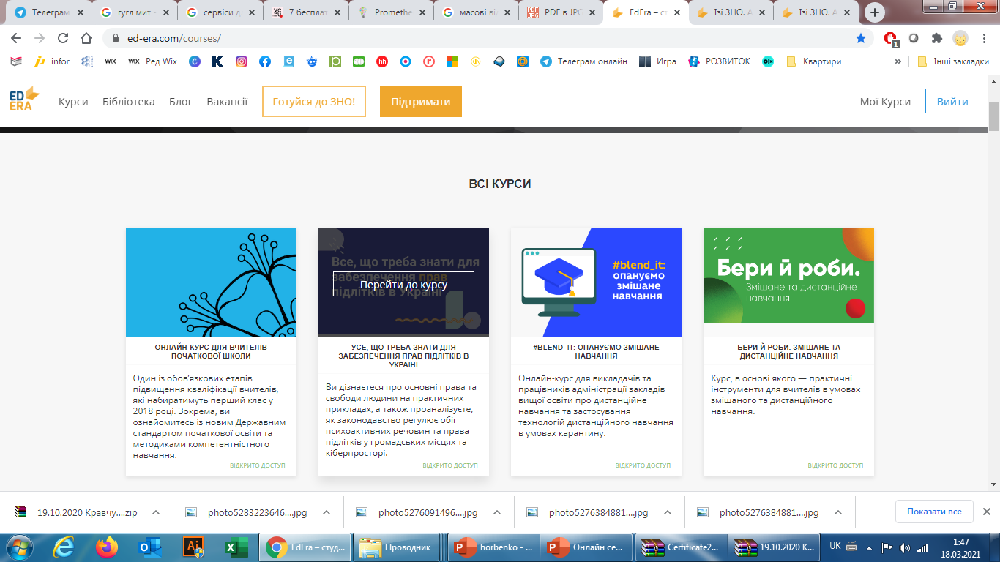 Телеграм
гугл мит -
сервіси д
7 бесплат
Promethe
масові ві
PDF в JPG
EdEra – ст
Ізі ЗНО. А
Ізі ЗНО. А
ed-era.com/courses/
1
infor
WIX
WIX Ред Wix
Телеграм онлайн
Игра
РОЗВИТОК
Квартири
»
Інші закладки
ED
ERA
Курси
Бібліотека
Блог
Вакансії
Готуйся до ЗНО!
Підтримати
Мої Курси
Вийти
ВСІ КУРСИ
ОНЛАЙН-КУРС ДЛЯ ВЧИТЕЛІВ
ПОЧАТКОВОЇ ШКОЛИ
Один із обов’язкових етапів
підвищення кваліфікації вчителів,
які набиратимуть перший клас у
2018 році. Зокрема, ви
ознайомитесь із новим Державним
стандартом початкової освіти та
методиками компетентністного
навчання.
ВІДКРИТО ДОСТУП
Все, що треба знати для
забезпечення прав
підлітків в Україні
Перейти до курсу
УСЕ, ЩО ТРЕБА ЗНАТИ ДЛЯ
ЗАБЕЗПЕЧЕННЯ ПРАВ ПІДЛІТКІВ В
УКРАЇНІ
Ви дізнаєтеся про основні права та
свободи людини на практичних
прикладах, а також проаналізуєте,
як законодавство регулює обіг
психоактивних речовин та права
підлітків у громадських місцях та
кіберпросторі.
ВІДКРИТО ДОСТУП
#blend_it:
опануємо
змішане
навчання
#BLEND_IT: ОПАНУЄМО ЗМІШАНЕ
НАВЧАННЯ
Онлайн-курс для викладачів та
працівників адміністрації закладів
вищої освіти про дистанційне
навчання та застосування
технологій дистанційного навчання
в умовах карантину.
ВІДКРИТО ДОСТУП
Бери й роби.
Змішане та дистанційне
навчання
БЕРИ Й РОБИ. ЗМІШАНЕ ТА
ДИСТАНЦІЙНЕ НАВЧАННЯ
Курс, в основі якого — практичні
інструменти для вчителів в умовах
змішаного та дистанційного
навчання.
ВІДКРИТО ДОСТУП
19.10.2020 Кравчу....zip
photo5283223646....jpg
photo5276091496....jpg
photo5276384881....jpg
photo5276384881....jpg
Показати все
EdEra – студ...
Проводник
horbenko - ...
Онлайн се...
Certificate2...
19.10.2020 К...
UK
1:47
18.03.2021